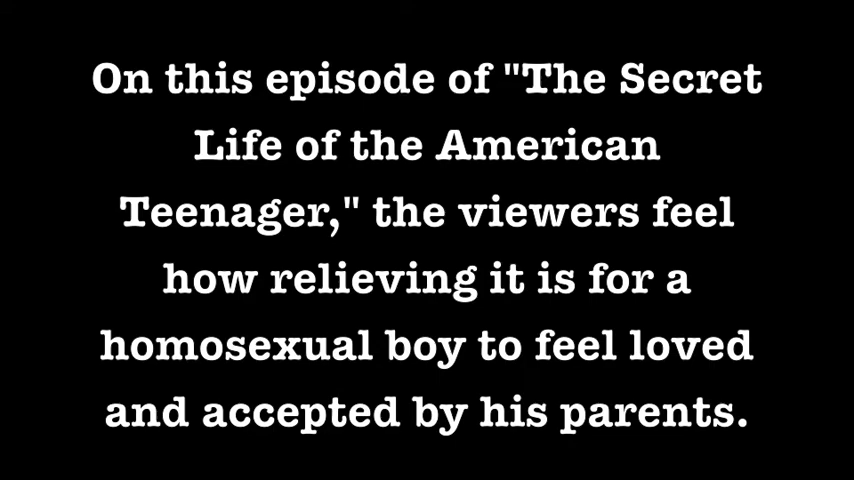 On this episode of "The Secret
Life of the American
Teenager," the viewers feel
how relieving it is for a
homosexual boy to feel loved
and accepted by his parents.